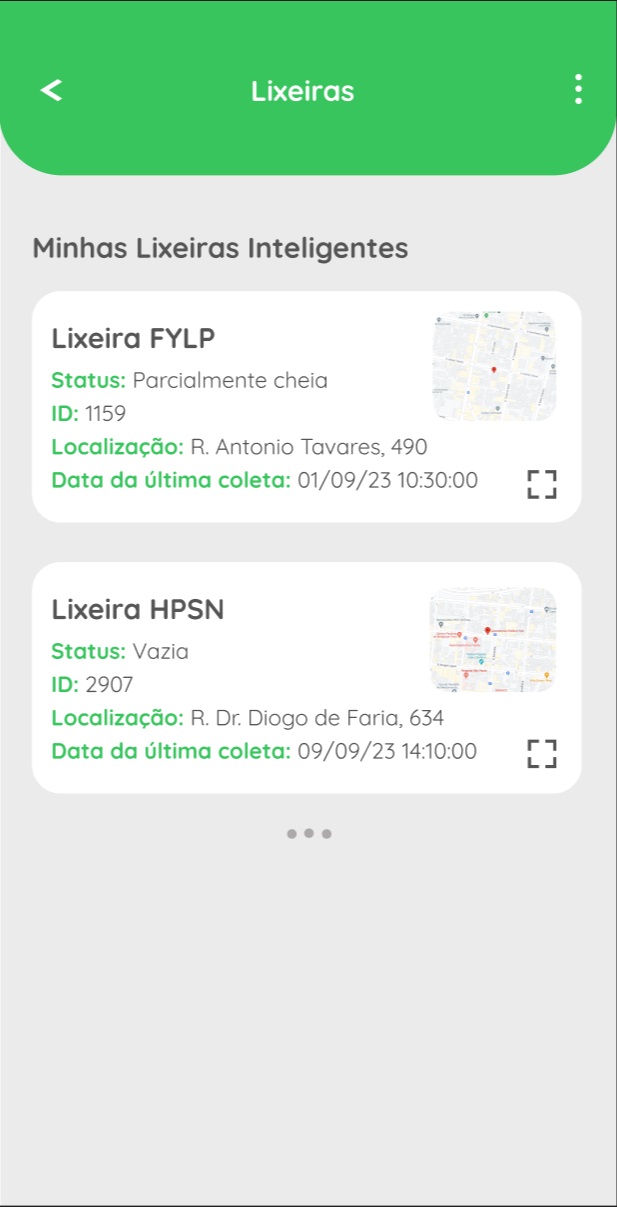 <
Lixeiras
Minhas Lixeiras Inteligentes
Lixeira FYLP
Status: Parcialmente cheia
ID: 1159
Localização: R. Antonio Tavares, 490
Data da última coleta: 01/09/23 10:30:00
Lixeira HPSN
Status: Vazia
ID: 2907
Localização: R. Dr. Diogo de Faria, 634
Data da última coleta: 09/09/23 14:10:00